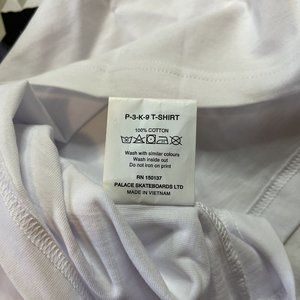 P-3-K-9 T-SHIRT
100% COTTON
Wash with similar colours
Wash inside out
Do not iron on print
RN 150137
PALACE SKATEBOARDS LTD
MADE IN VIETNAM